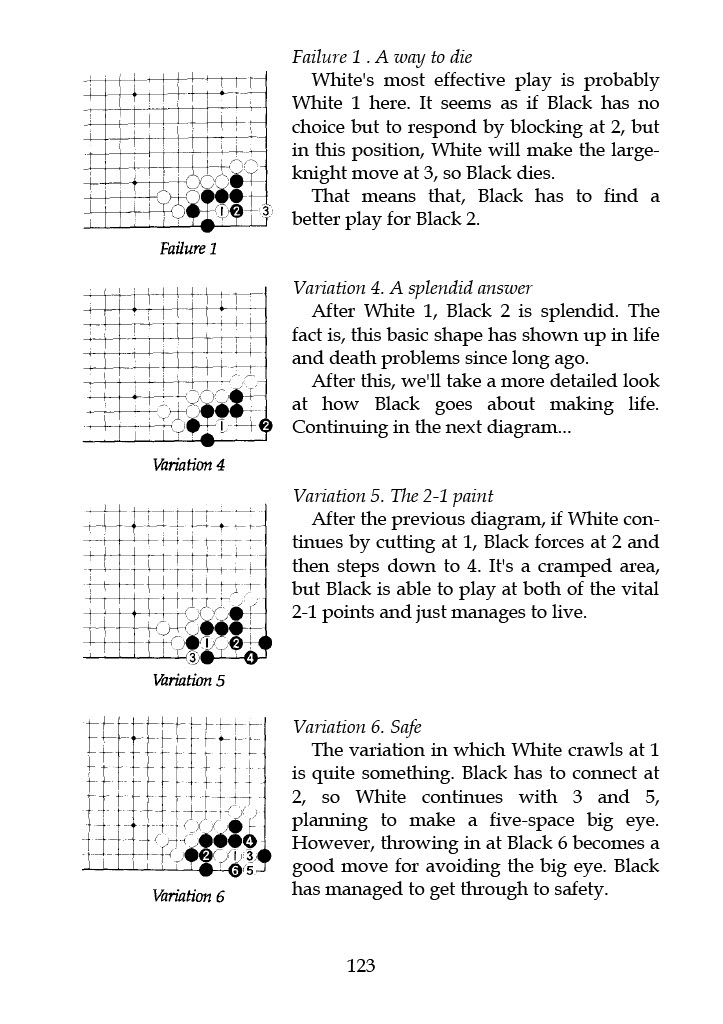 Failure 1 . A way to die
White's most effective play is probably
White 1 here. It seems as if Black has no
choice but to respond by blocking at 2, but
in this position, White will make the large-
knight move at 3, so Black dies.
That means that, Black has to find a
better play for Black 2.
1 2 3
Failure 1
Variation 4. A splendid answer
After White 1, Black 2 is splendid. The
fact is, this basic shape has shown up in life
and death problems since long ago.
After this, we'll take a more detailed look
at how Black goes about making life.
Continuing in the next diagram...
1 2
Variation 4
Variation 5. The 2-1 paint
After the previous diagram, if White con-
tinues by cutting at 1, Black forces at 2 and
then steps down to 4. It's a cramped area,
but Black is able to play at both of the vital
2-1 points and just manages to live.
1 2
3 4
Variation 5
Variation 6. Safe
The variation in which White crawls at 1
is quite something. Black has to connect at
2, so White continues with 3 and 5,
planning to make a five-space big eye.
However, throwing in at Black 6 becomes a
good move for avoiding the big eye. Black
has managed to get through to safety.
4
2 1 3
6 5
Variation 6
123